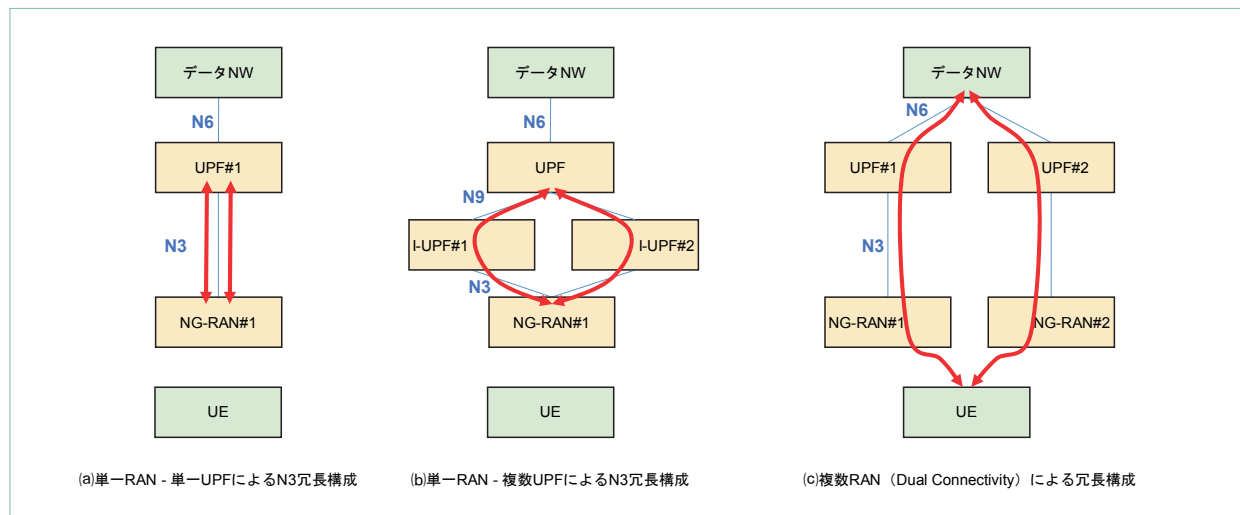 データNW
N6
UPF#1
N3
NG-RAN#1
UE
(a)単一RAN - 単一UPFによるN3冗長構成
データNW
N6
UPF
N9
I-UPF#1
I-UPF#2
N3
NG-RAN#1
UE
(b)単一RAN - 複数UPFによるN3冗長構成
データNW
N6
UPF#1
UPF#2
N3
NG-RAN#1
NG-RAN#2
UE
(c)複数RAN（Dual Connectivity）による冗長構成